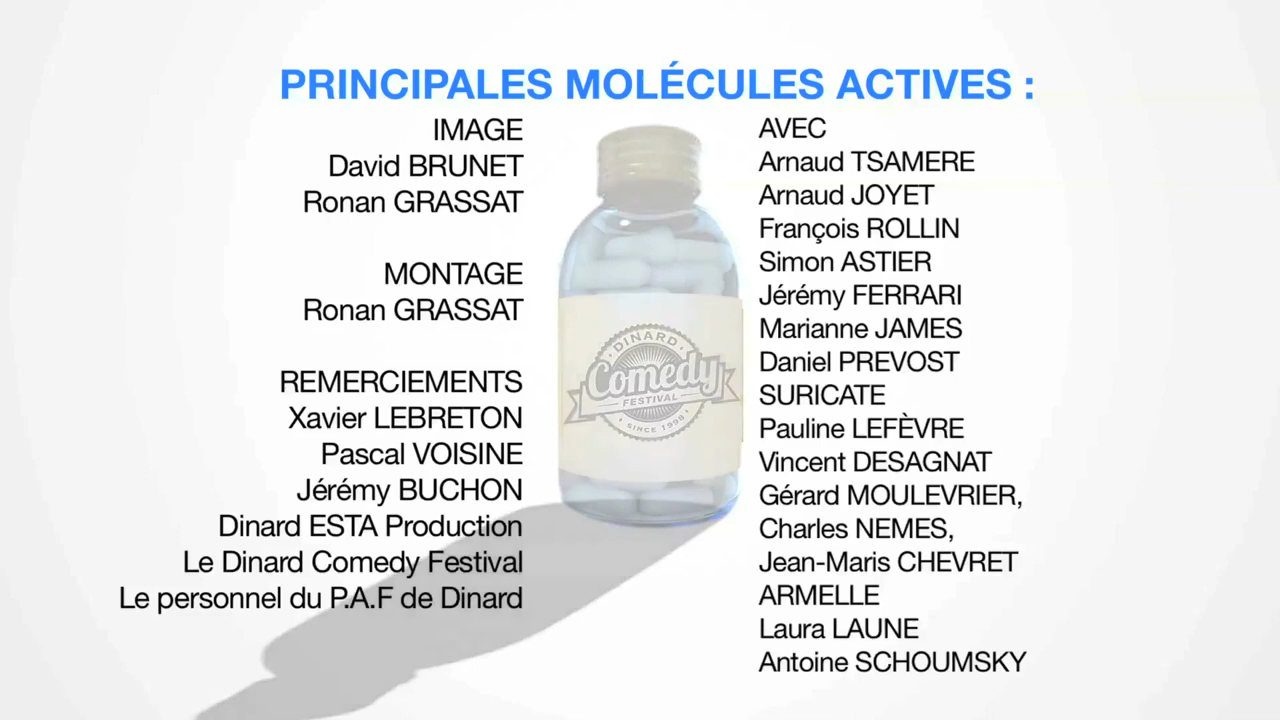 PRINCIPALES MOLÉCULES ACTIVES :
IMAGE
David BRUNET
Ronan GRASSAT
MONTAGE
Ronan GRASSAT
REMERCIEMENTS
Xavier LEBRETON
Pascal VOISINE
Jérémy BUCHON
Dinard ESTA Production
Le Dinard Comedy Festival
Le personnel du P.A.F de Dinard
DINARD
Comedy
FESTIVAL
SINCE 1998
AVEC
Arnaud TSAMERE
Arnaud JOYET
François ROLLIN
Simon ASTIER
Jérémy FERRARI
Marianne JAMES
Daniel PREVOST
SURICATE
Pauline LEFÈVRE
Vincent DESAGNAT
Gérard MOULEVRIER,
Charles NEMES,
Jean-Maris CHEVRET
ARMELLE
Laura LAUNE
Antoine SCHOUMSKY